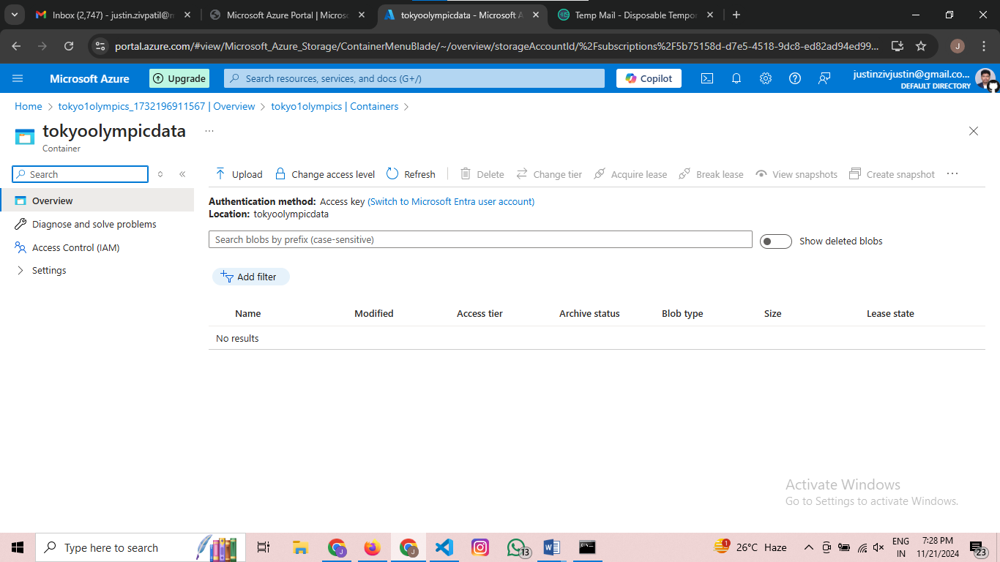 Inbox (2,747) - justin.zivpatil@m
Microsoft Azure Portal | Micros
tokyoolympicdata - Microsoft A
Temp Mail - Disposable Tempo
portal.azure.com/#view/Microsoft_Azure_Storage/ContainerMenuBlade/~/overview/storageAccountId/%2Fsubscriptions%2F5b75158d-d7e5-4518-9dc8-ed82ad94ed99...
J
Microsoft Azure
Upgrade
Search resources, services, and docs (G+/)
Copilot
justinzivjustin@gmail.co...
DEFAULT DIRECTORY
Home > tokyo1olympics_1732196911567 | Overview > tokyo1olympics | Containers >
tokyoolympicdata ...
Container
Search
Upload Change access level Refresh Delete Change tier Acquire lease Break lease View snapshots Create snapshot ...
Overview
Diagnose and solve problems
Access Control (IAM)
Settings
Authentication method: Access key (Switch to Microsoft Entra user account)
Location: tokyoolympicdata
Search blobs by prefix (case-sensitive)
Show deleted blobs
Add filter
Name Modified Access tier Archive status Blob type Size Lease state
No results
Activate Windows
Go to Settings to activate Windows.
Type here to search
J
J
13
1
26°C Haze
ENG
IN
7:28 PM
11/21/2024
23